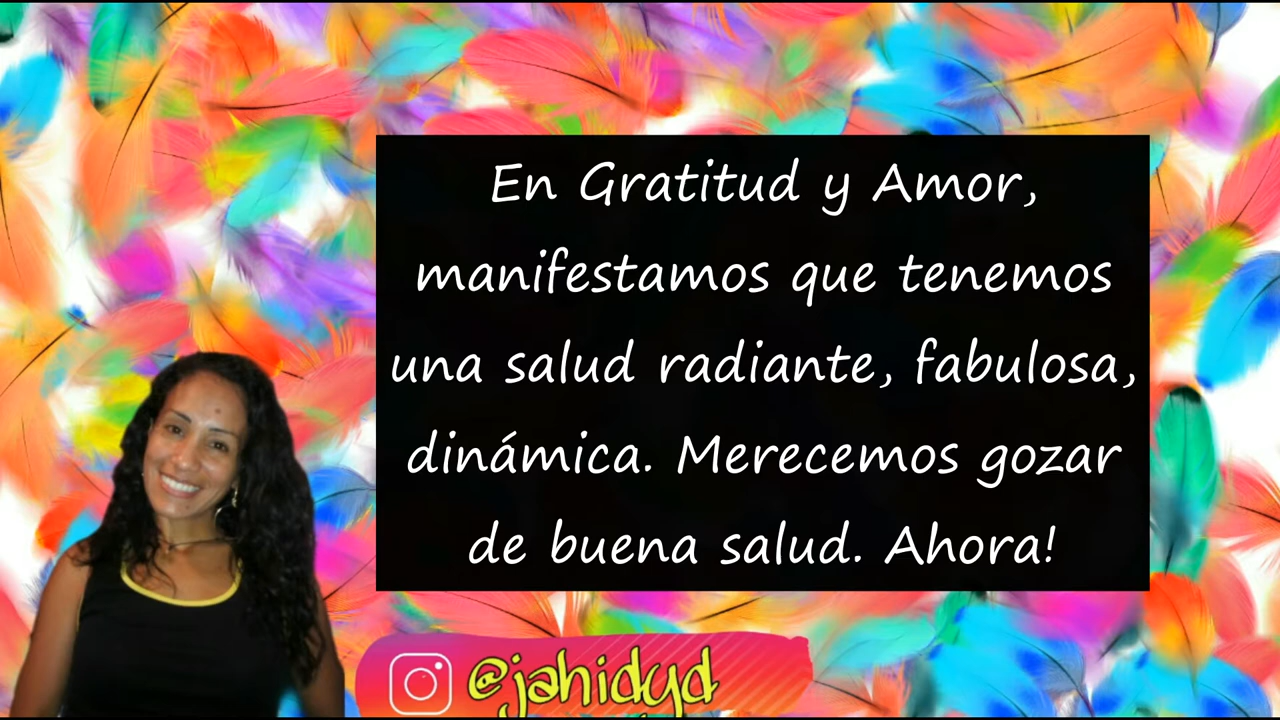 En Gratitud y Amor,
manifestamos que tenemos
una salud radiante, fabulosa,
dinámica. Merecemos gozar
de buena salud. Ahora!
@jahidyd